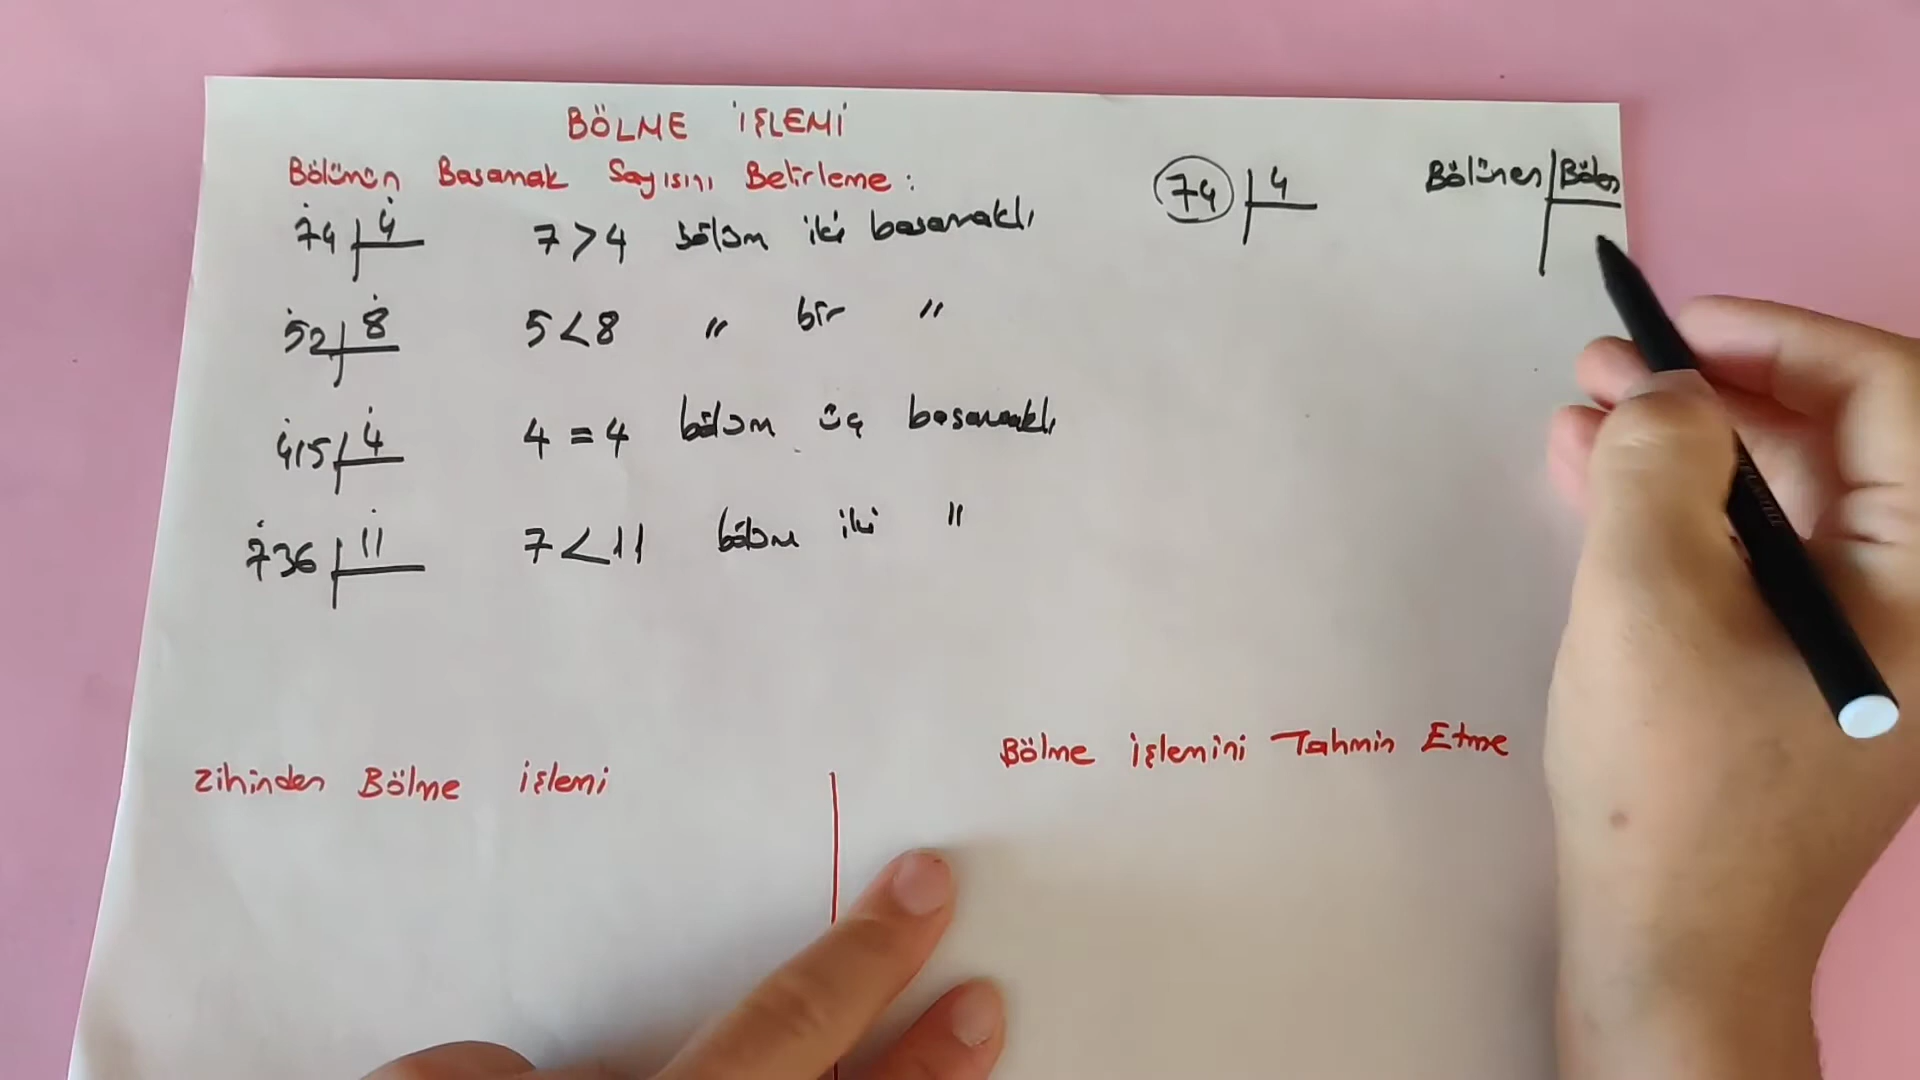 BÖLME İŞLEMİ
Bölümün Basamak Sayısını Belirleme:
74 | 4 7 > 4 bölüm iki basamaklı
52 | 8 5 < 8 " bir "
415 | 4 4 = 4 bölüm üç basamaklı
736 | 11 7 < 11 bölüm iki "
74 | 4
Bölünen | Bölen
Zihinden Bölme işlemi
Bölme işlemini Tahmin Etme